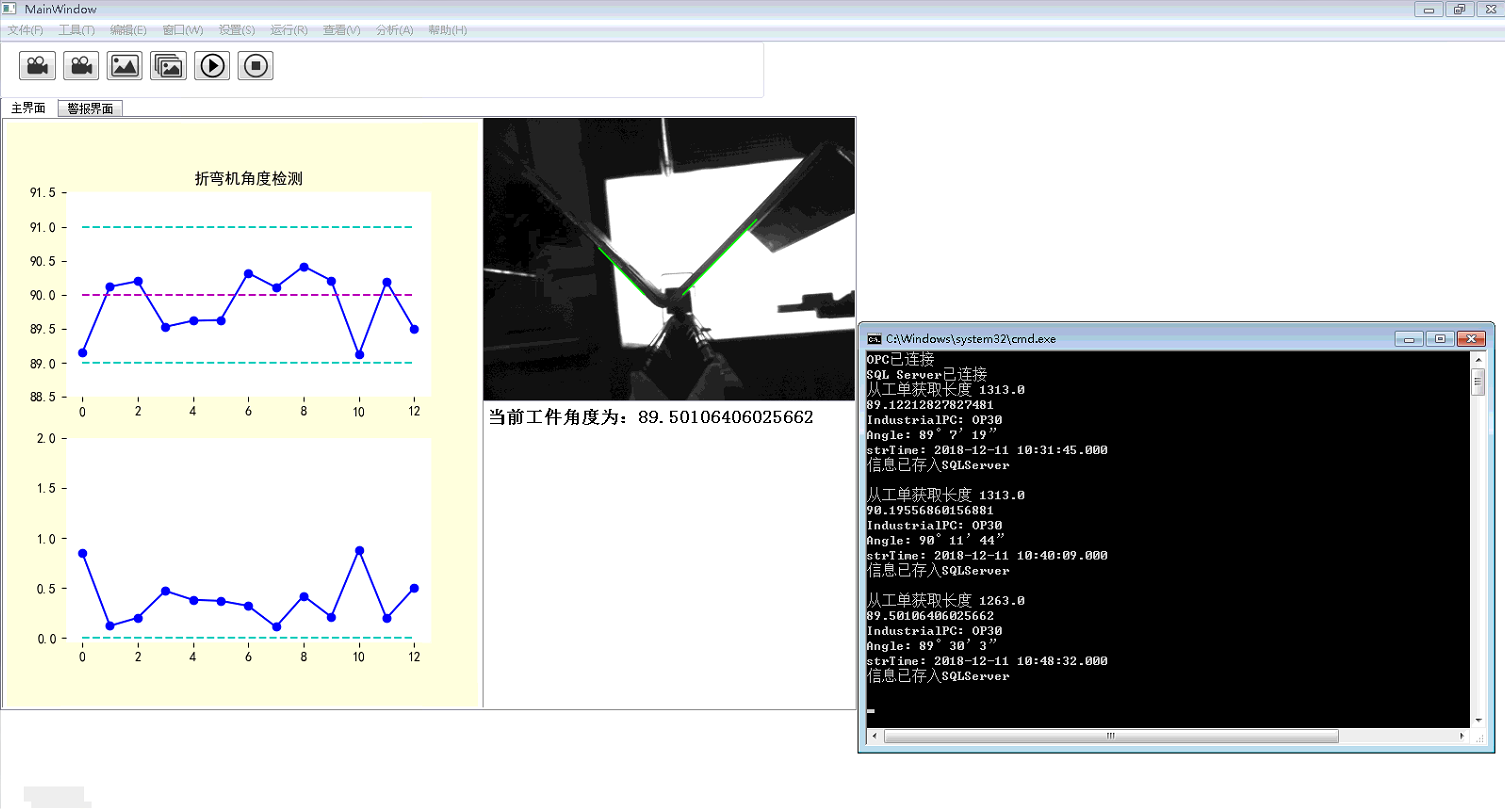 MainWindow
文件(F) 工具(T) 编辑(E) 窗口(W) 设置(S) 运行(R) 查看(V) 分析(A) 帮助(H)
主界面 警报界面
折弯机角度检测
91.5
91.0
90.5
90.0
89.5
89.0
88.5
0 2 4 6 8 10 12
2.0
1.5
1.0
0.5
0.0
0 2 4 6 8 10 12
当前工件角度为: 89.50106406025662
C:\Windows\system32\cmd.exe
OPC已连接
SQL Server已连接
从工单获取长度 1313.0
89.12212827827481
IndustrialPC: OP30
Angle: 89° 7′ 19″
strTime: 2018-12-11 10:31:45.000
信息已存入SQLServer
从工单获取长度 1313.0
90.19556860156881
IndustrialPC: OP30
Angle: 90° 11′ 44″
strTime: 2018-12-11 10:40:09.000
信息已存入SQLServer
从工单获取长度 1263.0
89.50106406025662
IndustrialPC: OP30
Angle: 89° 30′ 3″
strTime: 2018-12-11 10:48:32.000
信息已存入SQLServer